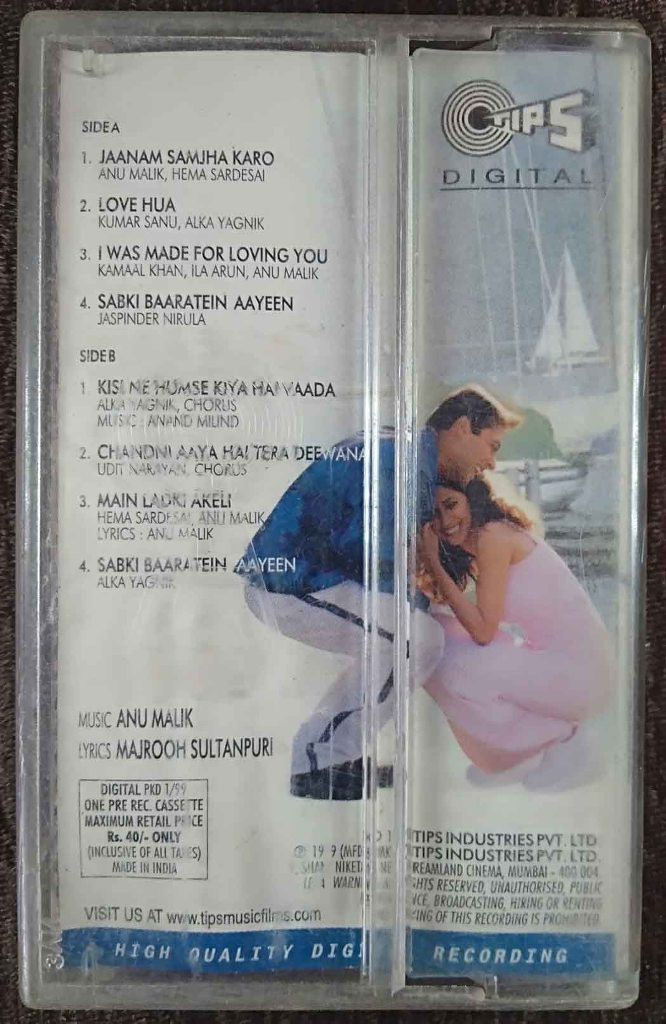 TIPS
DIGITAL
SIDE A
1. JAANAM SAMJHA KARO
ANU MALIK, HEMA SARDESAI
2. LOVE HUA
KUMAR SANU, ALKA YAGNIK
3. I WAS MADE FOR LOVING YOU
KAMAAL KHAN, ILA ARUN, ANU MALIK
4. SABKI BAARATEIN AAYEEN
JASPINDER NIRULA
SIDE B
1. KISI NE HUMSE KIYA HAI VAADA
ALKA YAGNIK, CHORUS
MUSIC : ANAND MILIND
2. CHANDNI AAYA HAI TERA DEEWANA
UDIT NARAYAN, CHORUS
3. MAIN LADKI AKELI
HEMA SARDESAI, ANU MALIK
LYRICS : ANU MALIK
4. SABKI BAARATEIN AAYEEN
ALKA YAGNIK
MUSIC ANU MALIK
LYRICS MAJROOH SULTANPURI
DIGITAL PKD 1/99
ONE PRE REC. CASSETTE
MAXIMUM RETAIL PRICE
Rs. 40/- ONLY
(INCLUSIVE OF ALL TAXES)
MADE IN INDIA
TIPS INDUSTRIES PVT. LTD.
TIPS INDUSTRIES PVT. LTD.
DREAMLAND CINEMA, MUMBAI - 400 004.
RIGHTS RESERVED, UNAUTHORISED, PUBLIC
BROADCASTING, HIRING OR RENTING
OF THIS RECORDING IS PROHIBITED.
VISIT US AT www.tipsmusicfilms.com
HIGH QUALITY DIGITAL RECORDING